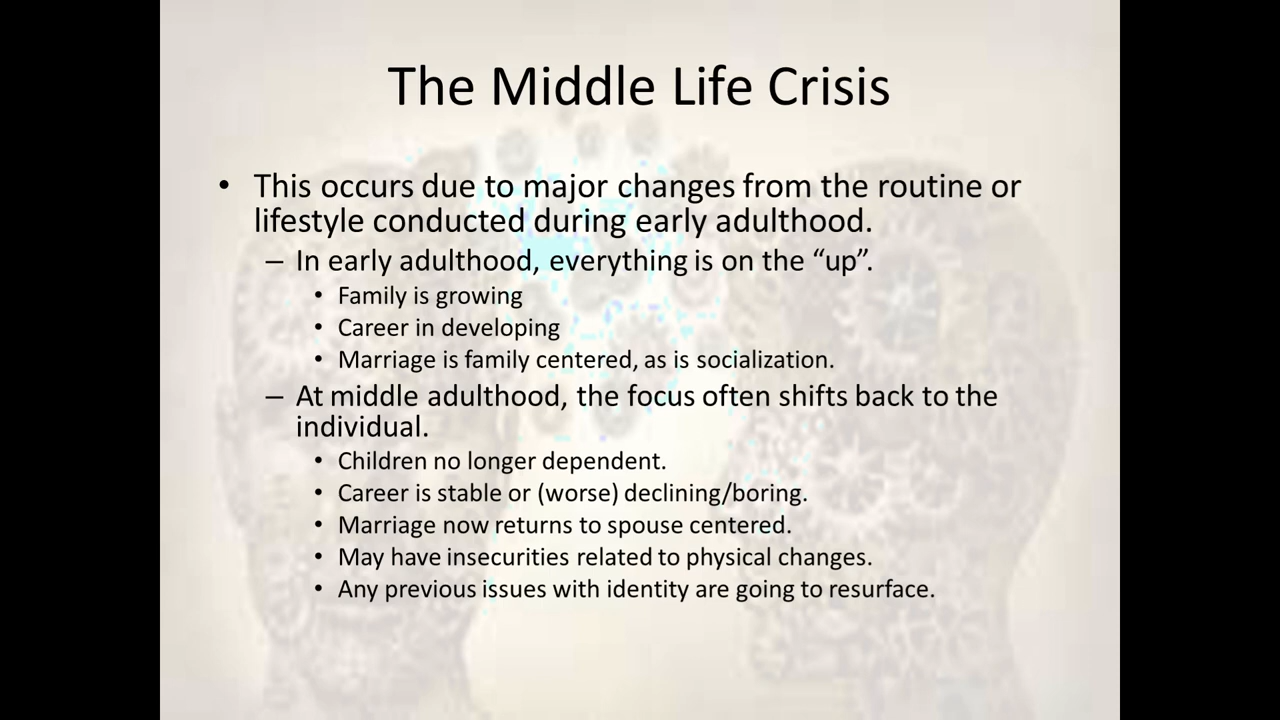 The Middle Life Crisis
• This occurs due to major changes from the routine or
lifestyle conducted during early adulthood.
– In early adulthood, everything is on the “up”.
• Family is growing
• Career in developing
• Marriage is family centered, as is socialization.
– At middle adulthood, the focus often shifts back to the
individual.
• Children no longer dependent.
• Career is stable or (worse) declining/boring.
• Marriage now returns to spouse centered.
• May have insecurities related to physical changes.
• Any previous issues with identity are going to resurface.